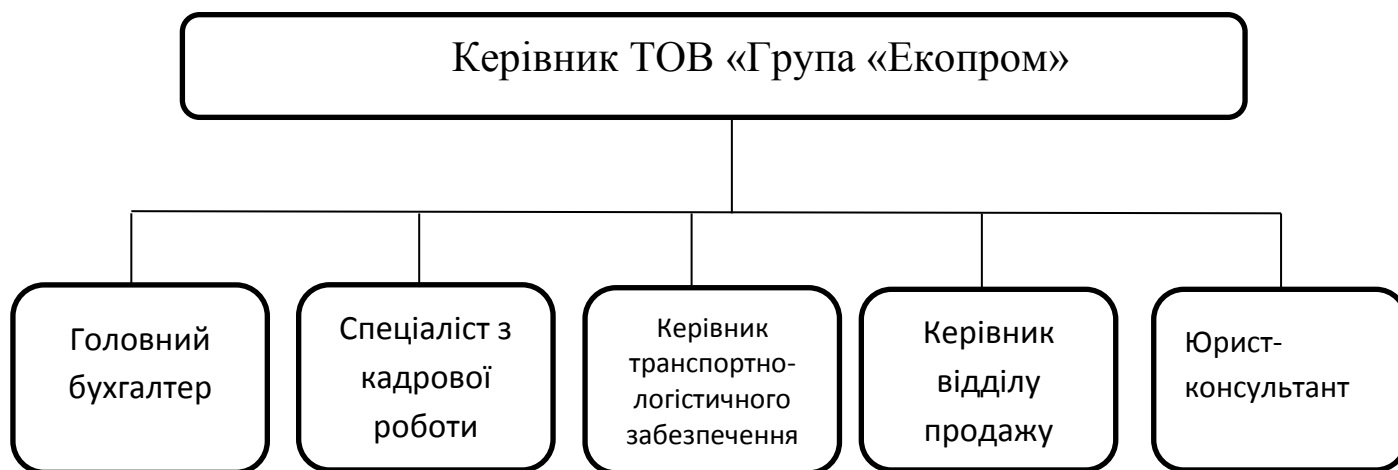 Керівник ТОВ «Група «Екопром»
Головний
бухгалтер
Спеціаліст з
кадрової
роботи
Керівник
транспортно-
логістичного
забезпечення
Керівник
відділу
продажу
Юрист-
консультант